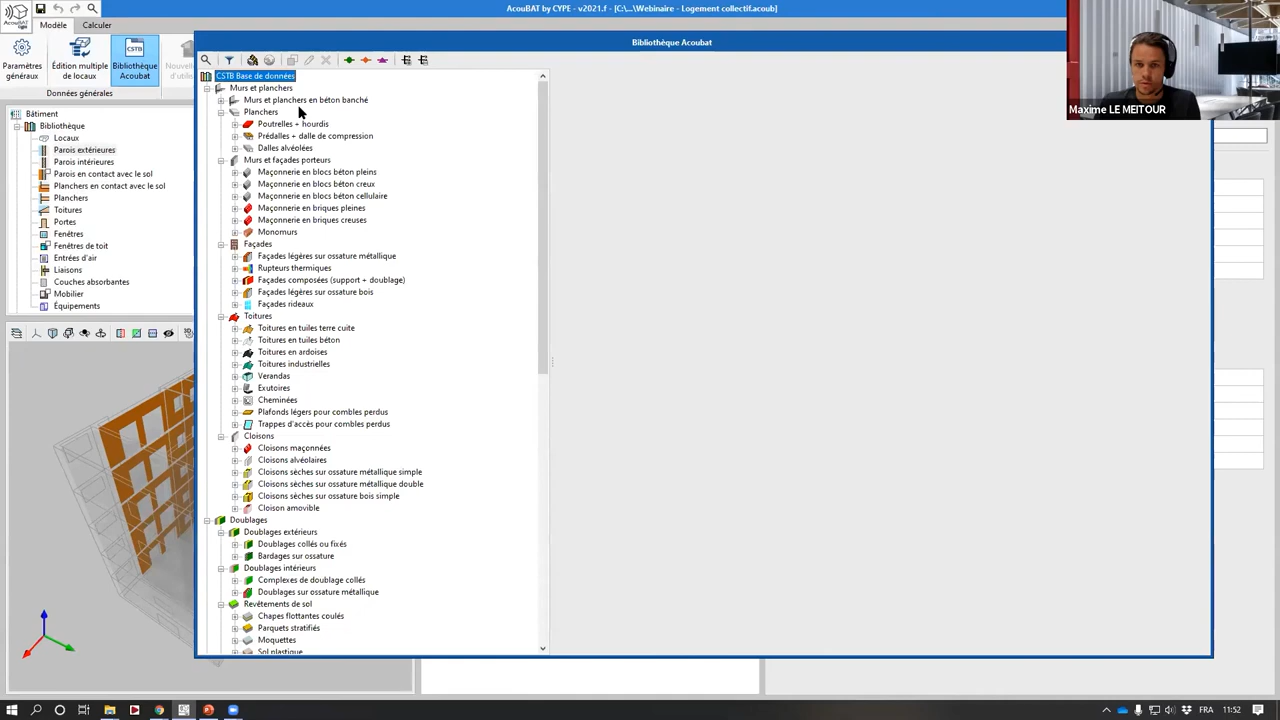 AcouBAT by CYPE - v2021.f - [C:\...\Webinaire - Logement collectif.acoub]
Modèle
Calculer
Paramètres généraux
Édition multiple de locaux
Bibliothèque Acoubat
Données générales
Bibliothèque Acoubat
Maxime LE MEITOUR
Bâtiment
Bibliothèque
Locaux
Parois extérieures
Parois intérieures
Parois en contact avec le sol
Planchers en contact avec le sol
Planchers
Toitures
Portes
Fenêtres
Fenêtres de toit
Entrées d'air
Liaisons
Couches absorbantes
Mobilier
Équipements
CSTB Base de données
Murs et planchers
Murs et planchers en béton banché
Planchers
Poutrelles + hourdis
Prédalles + dalle de compression
Dalles alvéolées
Murs et façades porteurs
Maçonnerie en blocs béton pleins
Maçonnerie en blocs béton creux
Maçonnerie en blocs béton cellulaire
Maçonnerie en briques pleines
Maçonnerie en briques creuses
Monomurs
Façades
Façades légères sur ossature métallique
Rupteurs thermiques
Façades composées (support + doublage)
Façades légères sur ossature bois
Façades rideaux
Toitures
Toitures en tuiles terre cuite
Toitures en tuiles béton
Toitures en ardoises
Toitures industrielles
Verandas
Exutoires
Cheminées
Plafonds légers pour combles perdus
Trappes d'accès pour combles perdus
Cloisons
Cloisons maçonnées
Cloisons alvéolaires
Cloisons sèches sur ossature métallique simple
Cloisons sèches sur ossature métallique double
Cloisons sèches sur ossature bois simple
Cloison amovible
Doublages
Doublages extérieurs
Doublages collés ou fixés
Bardages sur ossature
Doublages intérieurs
Complexes de doublage collés
Doublages sur ossature métallique
Revêtements de sol
Chapes flottantes coulés
Parquets stratifiés
Moquettes
Sol plastique
FRA
11:52